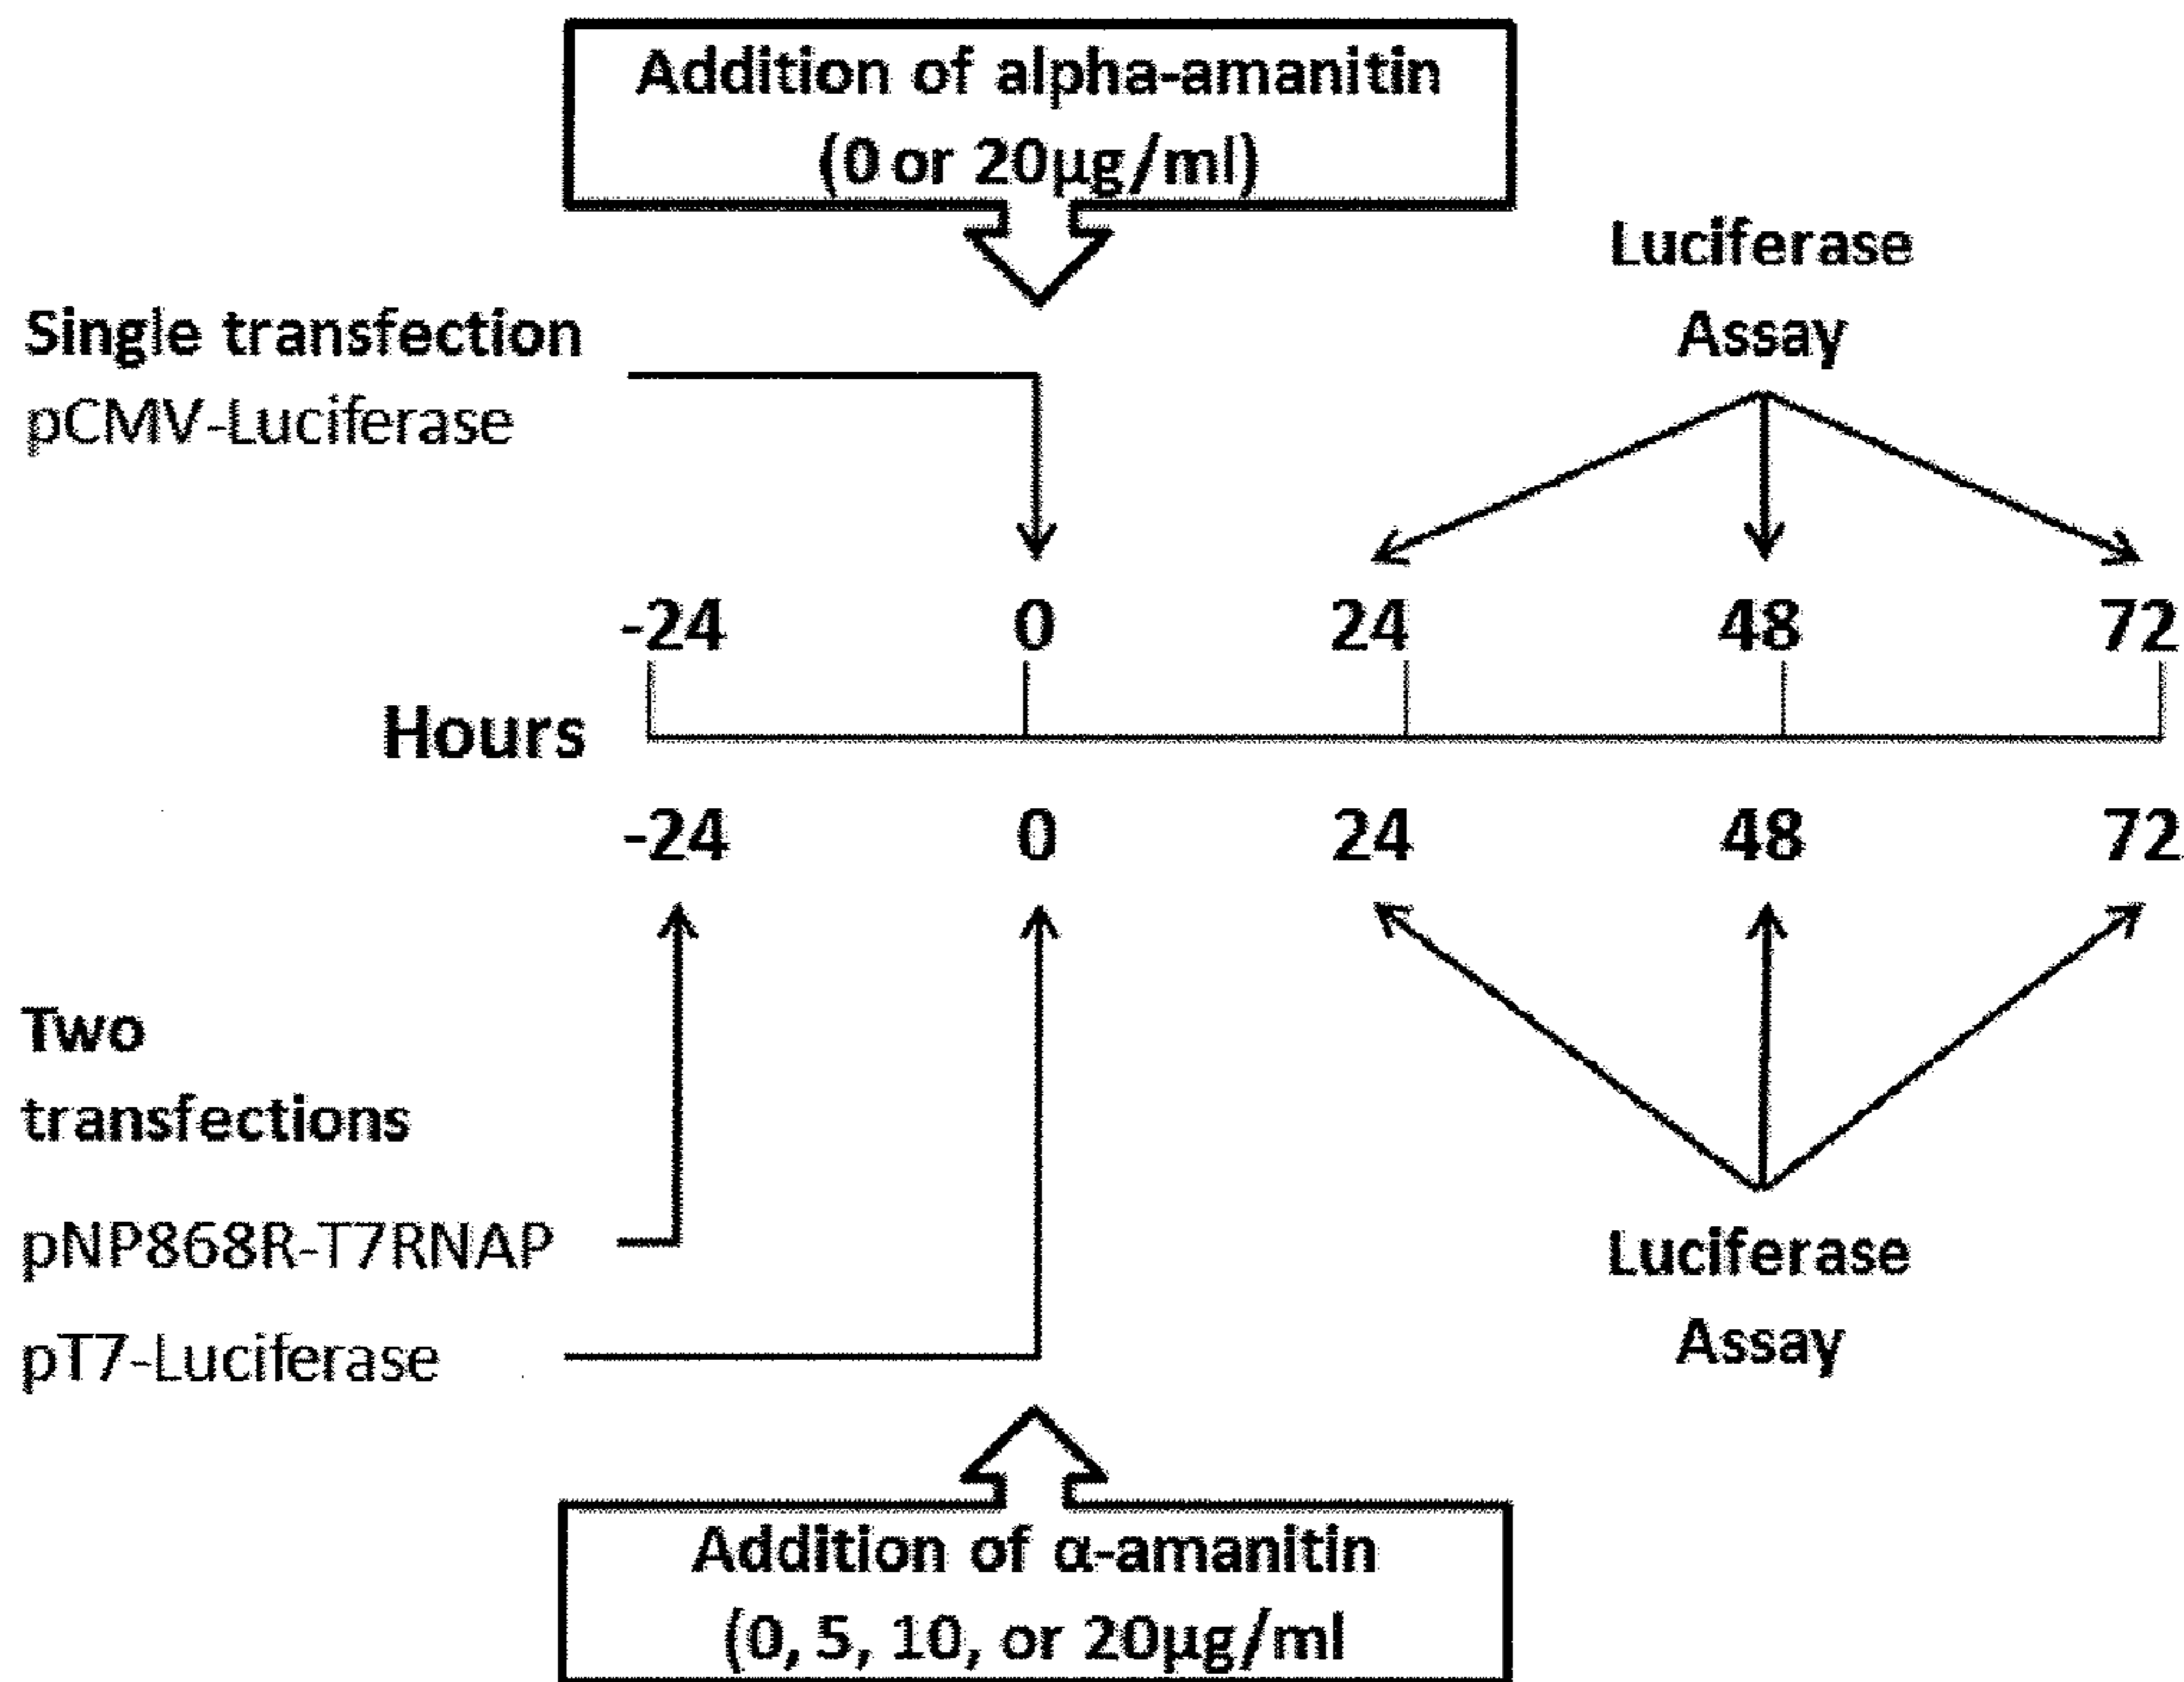 Addition of alpha-amanitin
(0 or 20µg/ml)
Luciferase
Assay
Single transfection
pCMV-Luciferase
-24 0 24 48 72
Hours
-24 0 24 48 72
Two
transfections
pNP868R-T7RNAP
pT7-Luciferase
Luciferase
Assay
Addition of α-amanitin
(0, 5, 10, or 20µg/ml